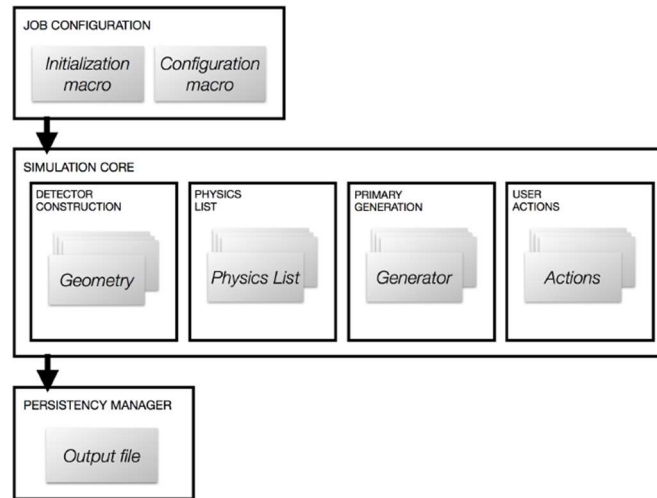 JOB CONFIGURATION
Initialization
macro
Configuration
macro
SIMULATION CORE
DETECTOR
CONSTRUCTION
Geometry
PHYSICS
LIST
Physics List
PRIMARY
GENERATION
Generator
USER
ACTIONS
Actions
PERSISTENCY MANAGER
Output file